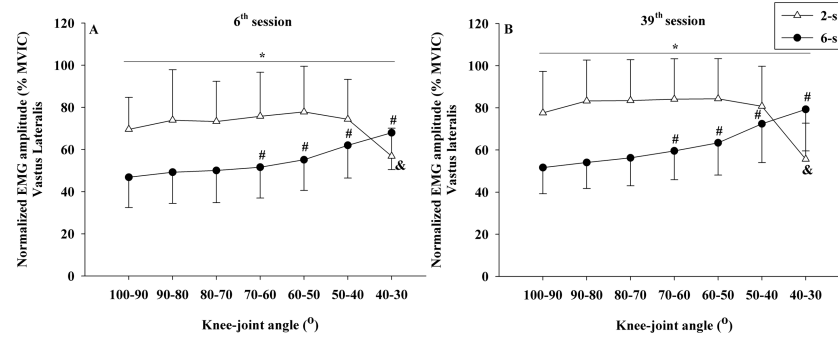 6th session
A
*
Normalized EMG amplitude (% MVIC)
Vastus Lateralis
120
100
80
60
40
20
0
#
#
#
#
&
100-90 90-80 80-70 70-60 60-50 50-40 40-30
Knee-joint angle (O)
39th session
B
2-s
6-s
*
Normalized EMG amplitude (% MVIC)
Vastus lateralis
120
100
80
60
40
20
0
#
#
#
#
&
100-90 90-80 80-70 70-60 60-50 50-40 40-30
Knee-joint angle (O)